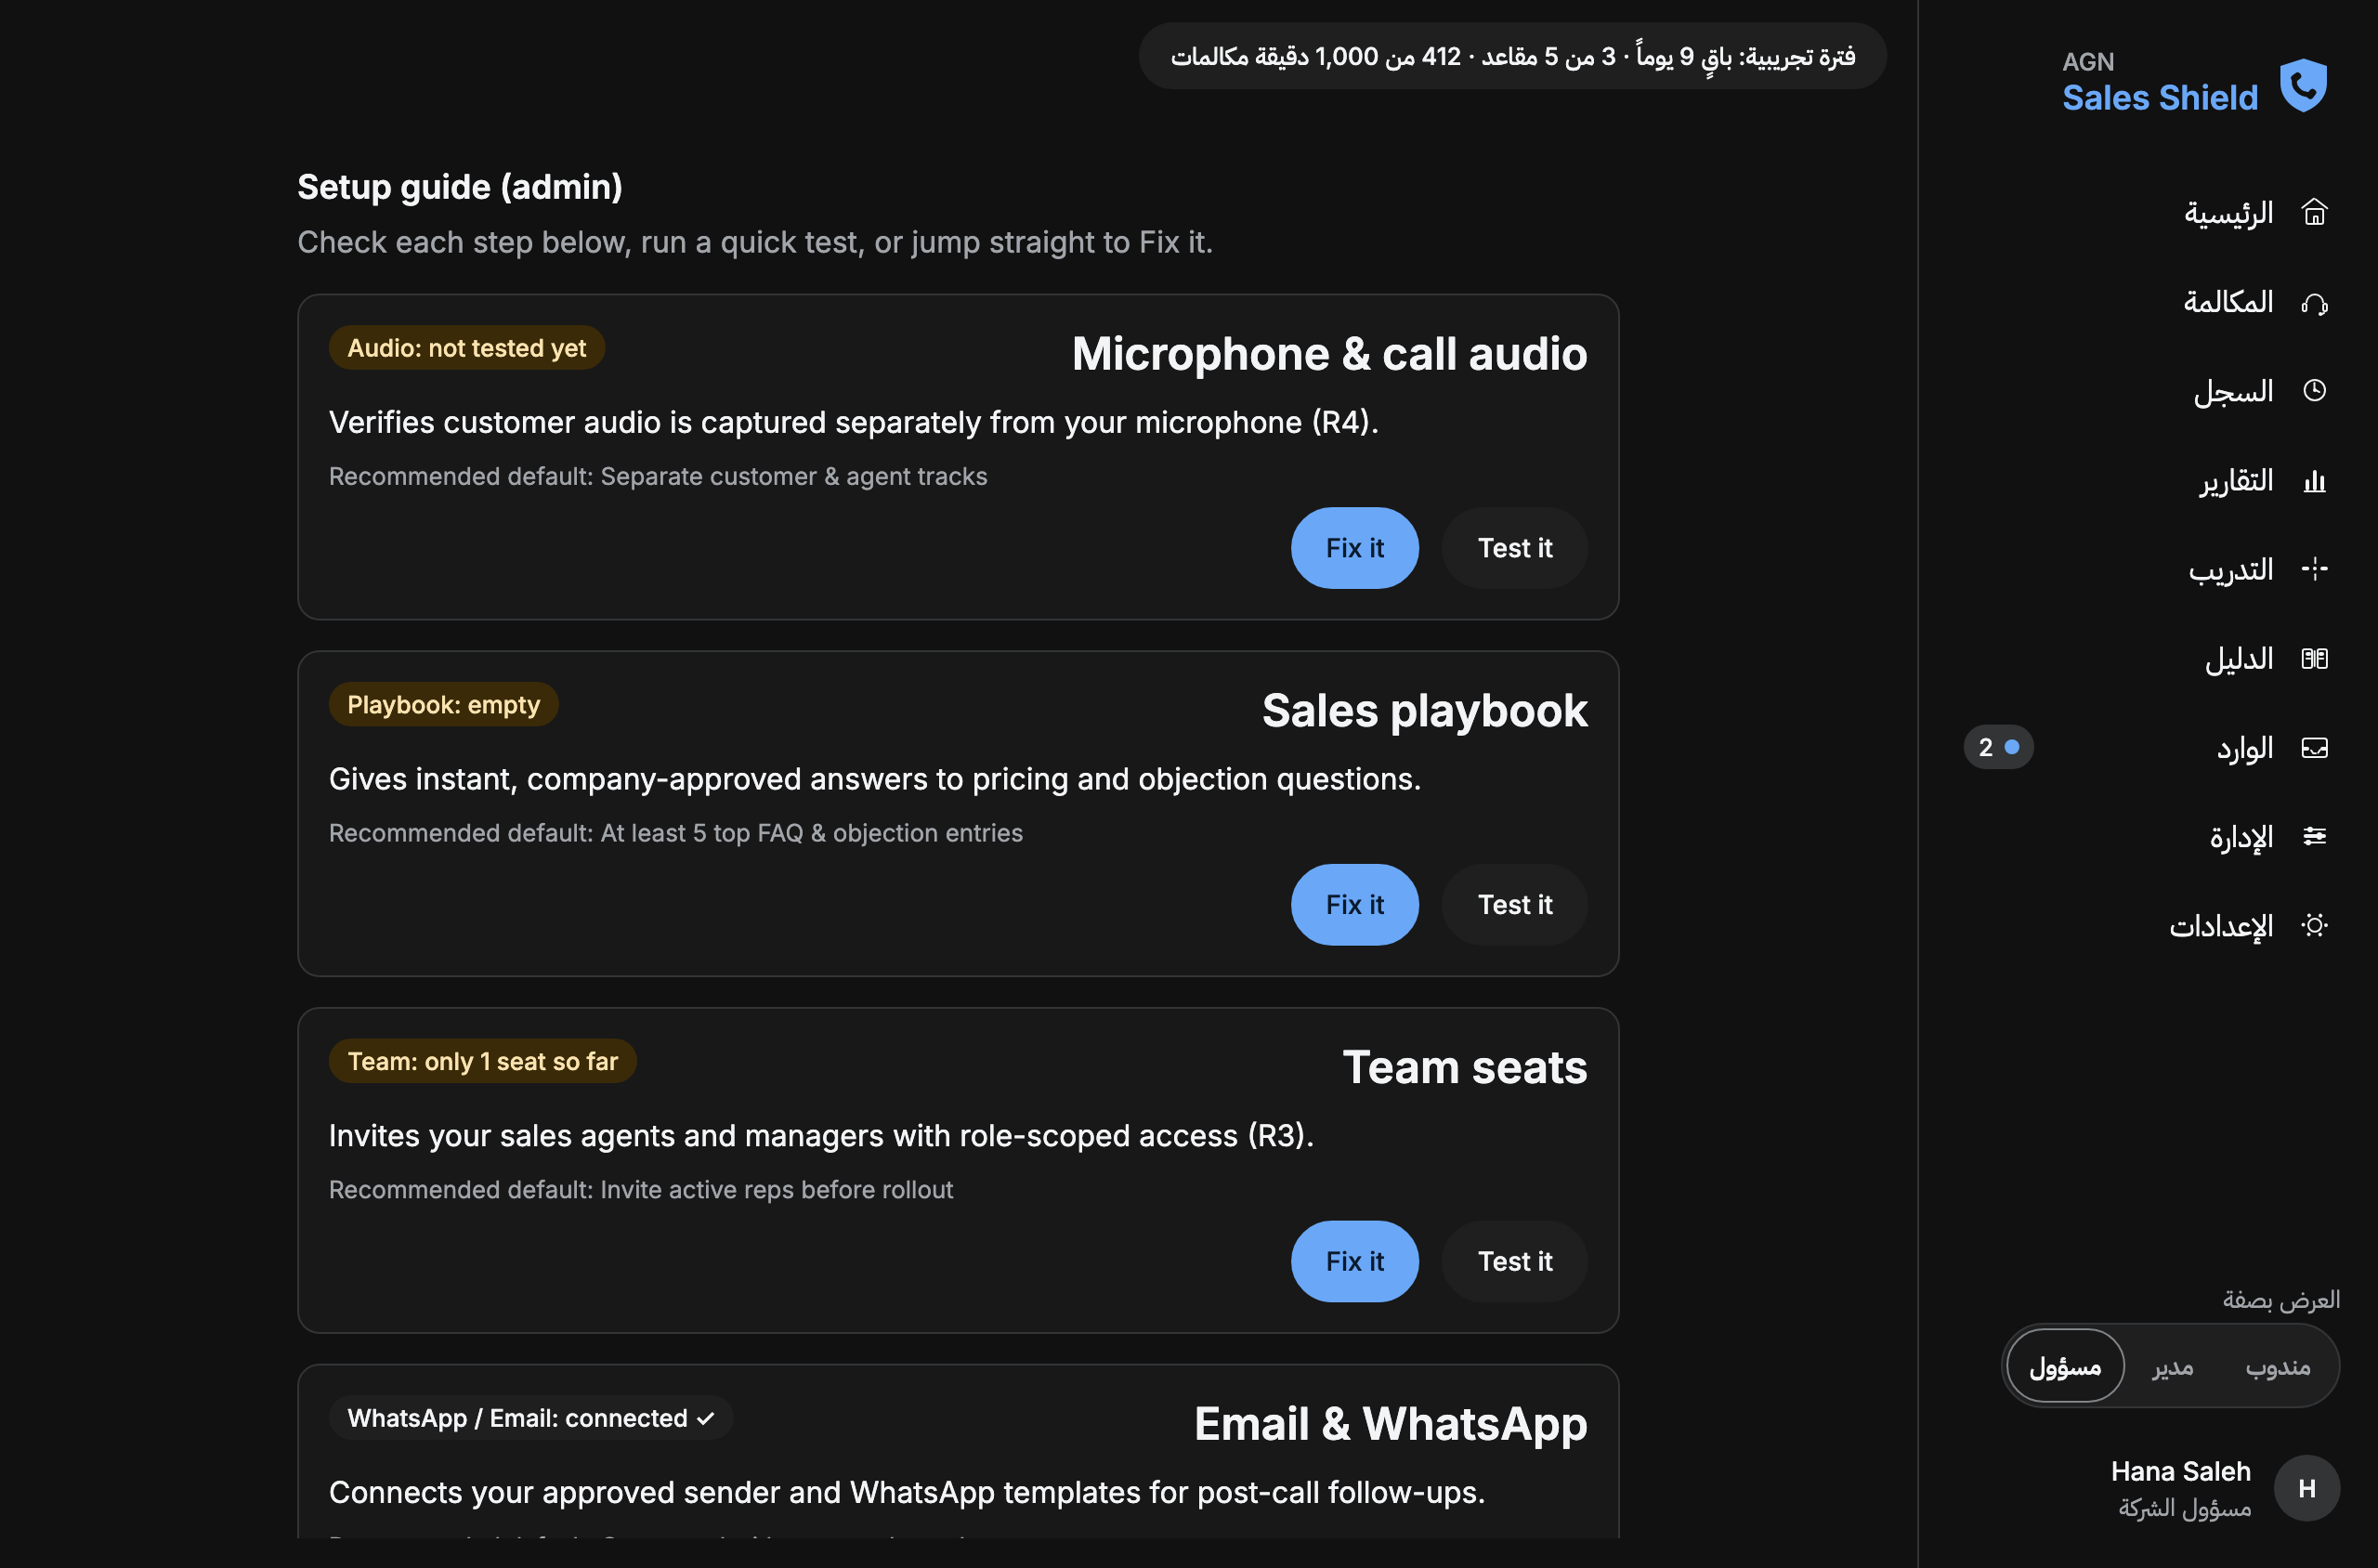 فترة تجريبية: باقٍ 9 يوماً · 3 من 5 مقاعد · 412 من 1,000 دقيقة مكالمات
AGN
Sales Shield
الرئيسية
المكالمة
السجل
التقارير
التدريب
الدليل
الوارد
2
الإدارة
الإعدادات
العرض بصفة
مندوب
مدير
مسؤول
Hana Saleh
مسؤول الشركة
H
Setup guide (admin)
Check each step below, run a quick test, or jump straight to Fix it.
Microphone & call audio
Audio: not tested yet
Verifies customer audio is captured separately from your microphone (R4).
Recommended default: Separate customer & agent tracks
Fix it
Test it
Sales playbook
Playbook: empty
Gives instant, company-approved answers to pricing and objection questions.
Recommended default: At least 5 top FAQ & objection entries
Fix it
Test it
Team seats
Team: only 1 seat so far
Invites your sales agents and managers with role-scoped access (R3).
Recommended default: Invite active reps before rollout
Fix it
Test it
Email & WhatsApp
WhatsApp / Email: connected ✓
Connects your approved sender and WhatsApp templates for post-call follow-ups.